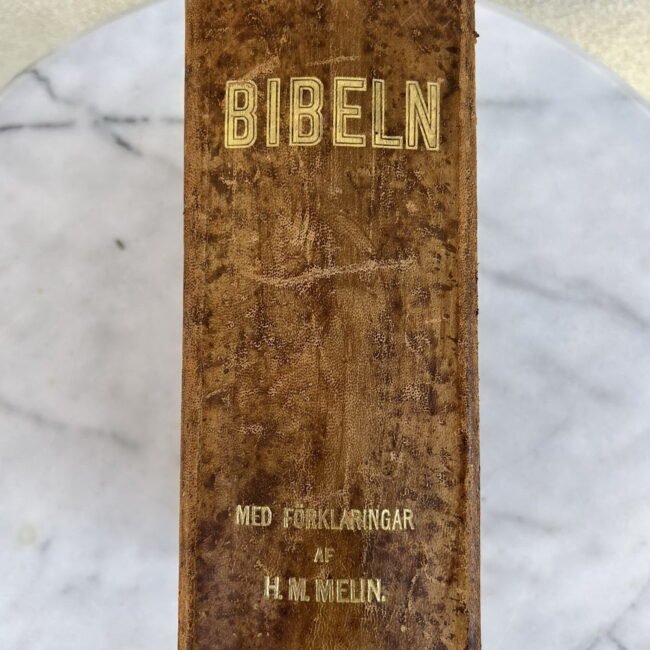 BIBELN
MED FÖRKLARINGAR
AF
H. M. MELIN.